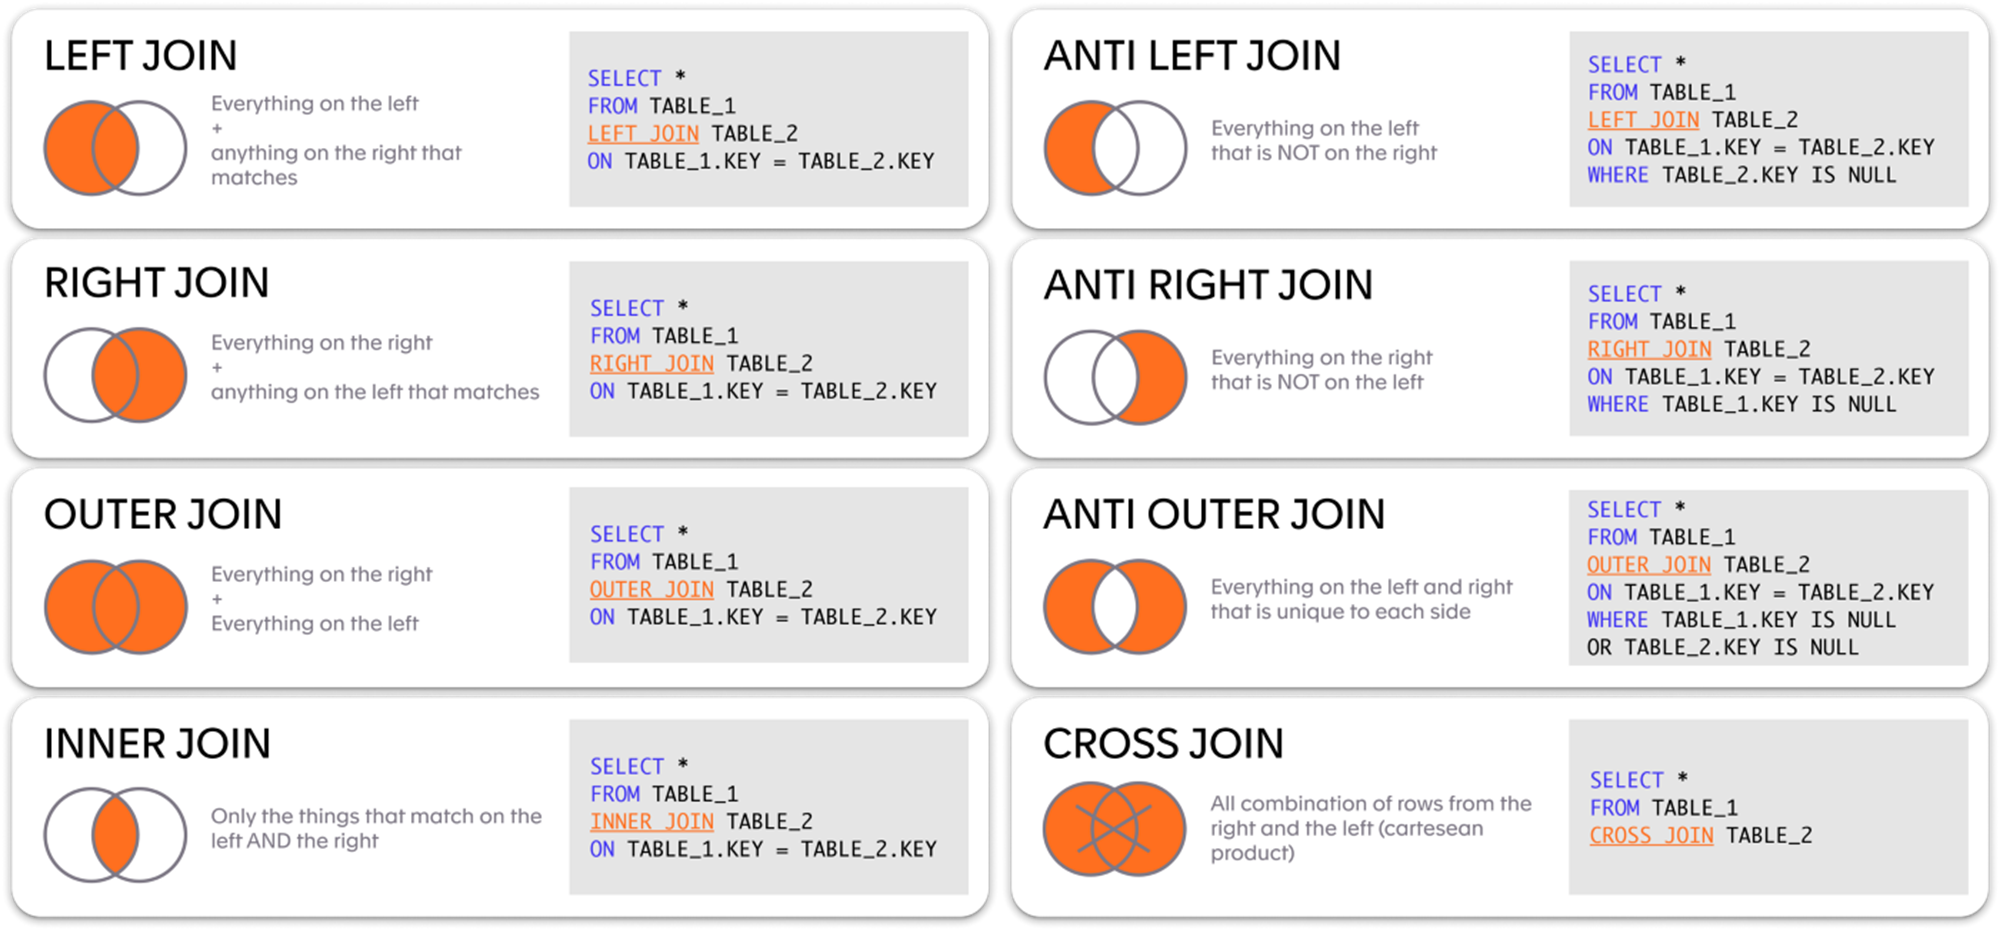 LEFT JOIN
Everything on the left
+
anything on the right that
matches
SELECT *
FROM TABLE_1
LEFT JOIN TABLE_2
ON TABLE_1.KEY = TABLE_2.KEY
ANTI LEFT JOIN
Everything on the left
that is NOT on the right
SELECT *
FROM TABLE_1
LEFT JOIN TABLE_2
ON TABLE_1.KEY = TABLE_2.KEY
WHERE TABLE_2.KEY IS NULL
RIGHT JOIN
Everything on the right
+
anything on the left that matches
SELECT *
FROM TABLE_1
RIGHT JOIN TABLE_2
ON TABLE_1.KEY = TABLE_2.KEY
ANTI RIGHT JOIN
Everything on the right
that is NOT on the left
SELECT *
FROM TABLE_1
RIGHT JOIN TABLE_2
ON TABLE_1.KEY = TABLE_2.KEY
WHERE TABLE_1.KEY IS NULL
OUTER JOIN
Everything on the right
+
Everything on the left
SELECT *
FROM TABLE_1
OUTER JOIN TABLE_2
ON TABLE_1.KEY = TABLE_2.KEY
ANTI OUTER JOIN
Everything on the left and right
that is unique to each side
SELECT *
FROM TABLE_1
OUTER JOIN TABLE_2
ON TABLE_1.KEY = TABLE_2.KEY
WHERE TABLE_1.KEY IS NULL
OR TABLE_2.KEY IS NULL
INNER JOIN
Only the things that match on the
left AND the right
SELECT *
FROM TABLE_1
INNER JOIN TABLE_2
ON TABLE_1.KEY = TABLE_2.KEY
CROSS JOIN
All combination of rows from the
right and the left (cartesean
product)
SELECT *
FROM TABLE_1
CROSS JOIN TABLE_2